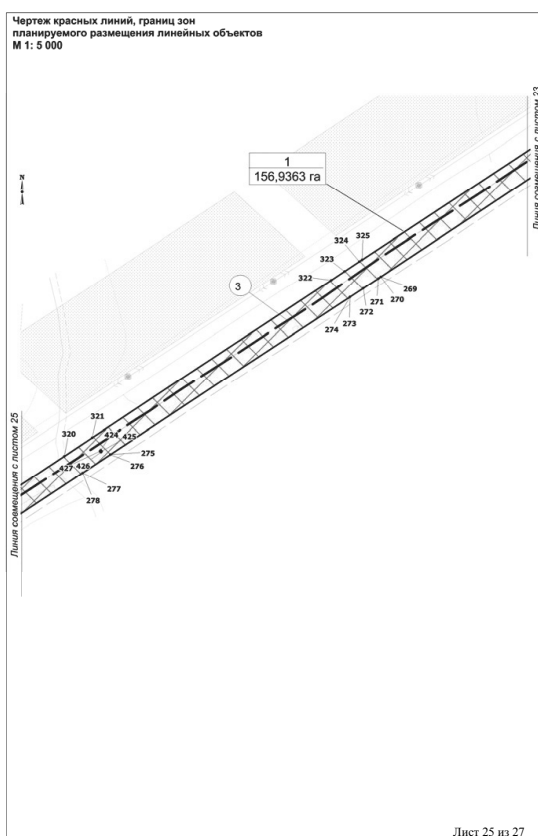 Чертеж красных линий, границ зон
планируемого размещения линейных объектов
М 1: 5 000
Линия совмещения с листом 23
1
156,9363 га
N
325
324
323
322
269
270
271
272
273
274
3
321
320
424
425
427
426
275
276
277
278
Линия совмещения с листом 25
Лист 25 из 27